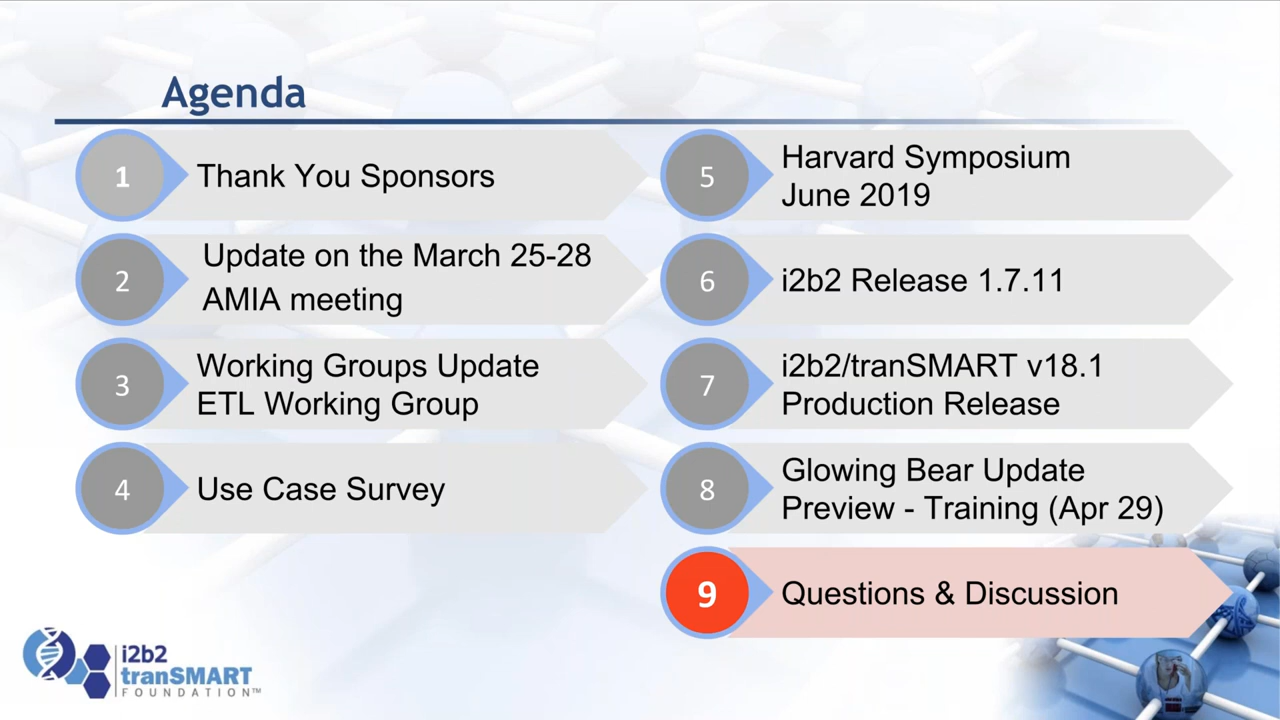 Agenda
1
Thank You Sponsors
2
Update on the March 25-28
AMIA meeting
3
Working Groups Update
ETL Working Group
4
Use Case Survey
5
Harvard Symposium
June 2019
6
i2b2 Release 1.7.11
7
i2b2/tranSMART v18.1
Production Release
8
Glowing Bear Update
Preview - Training (Apr 29)
9
Questions & Discussion
i2b2
tranSMART
FOUNDATION™